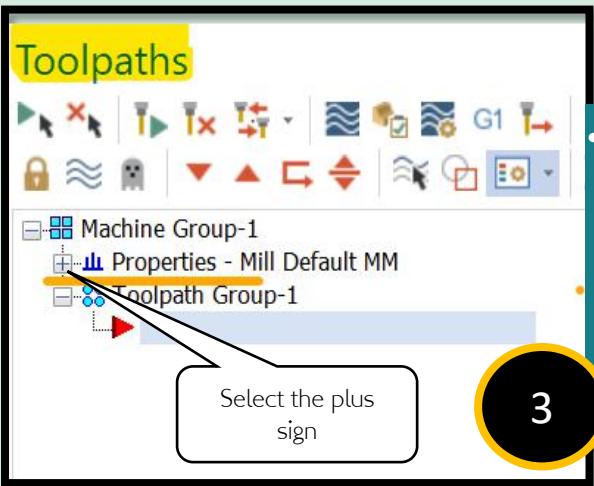 Toolpaths
G1
Machine Group-1
Properties - Mill Default MM
Toolpath Group-1
Select the plus
sign
3